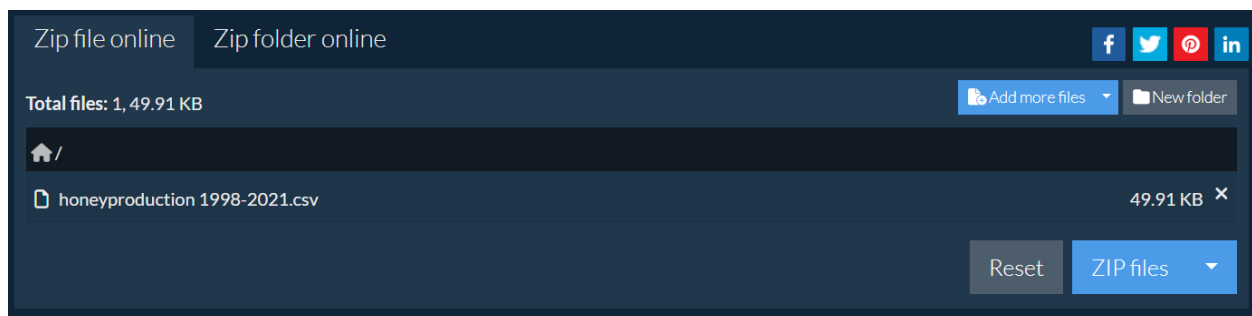 Zip file online Zip folder online
f in
Total files: 1, 49.91 KB
Add more files New folder
/
honeyproduction 1998-2021.csv 49.91 KB ×
Reset ZIP files